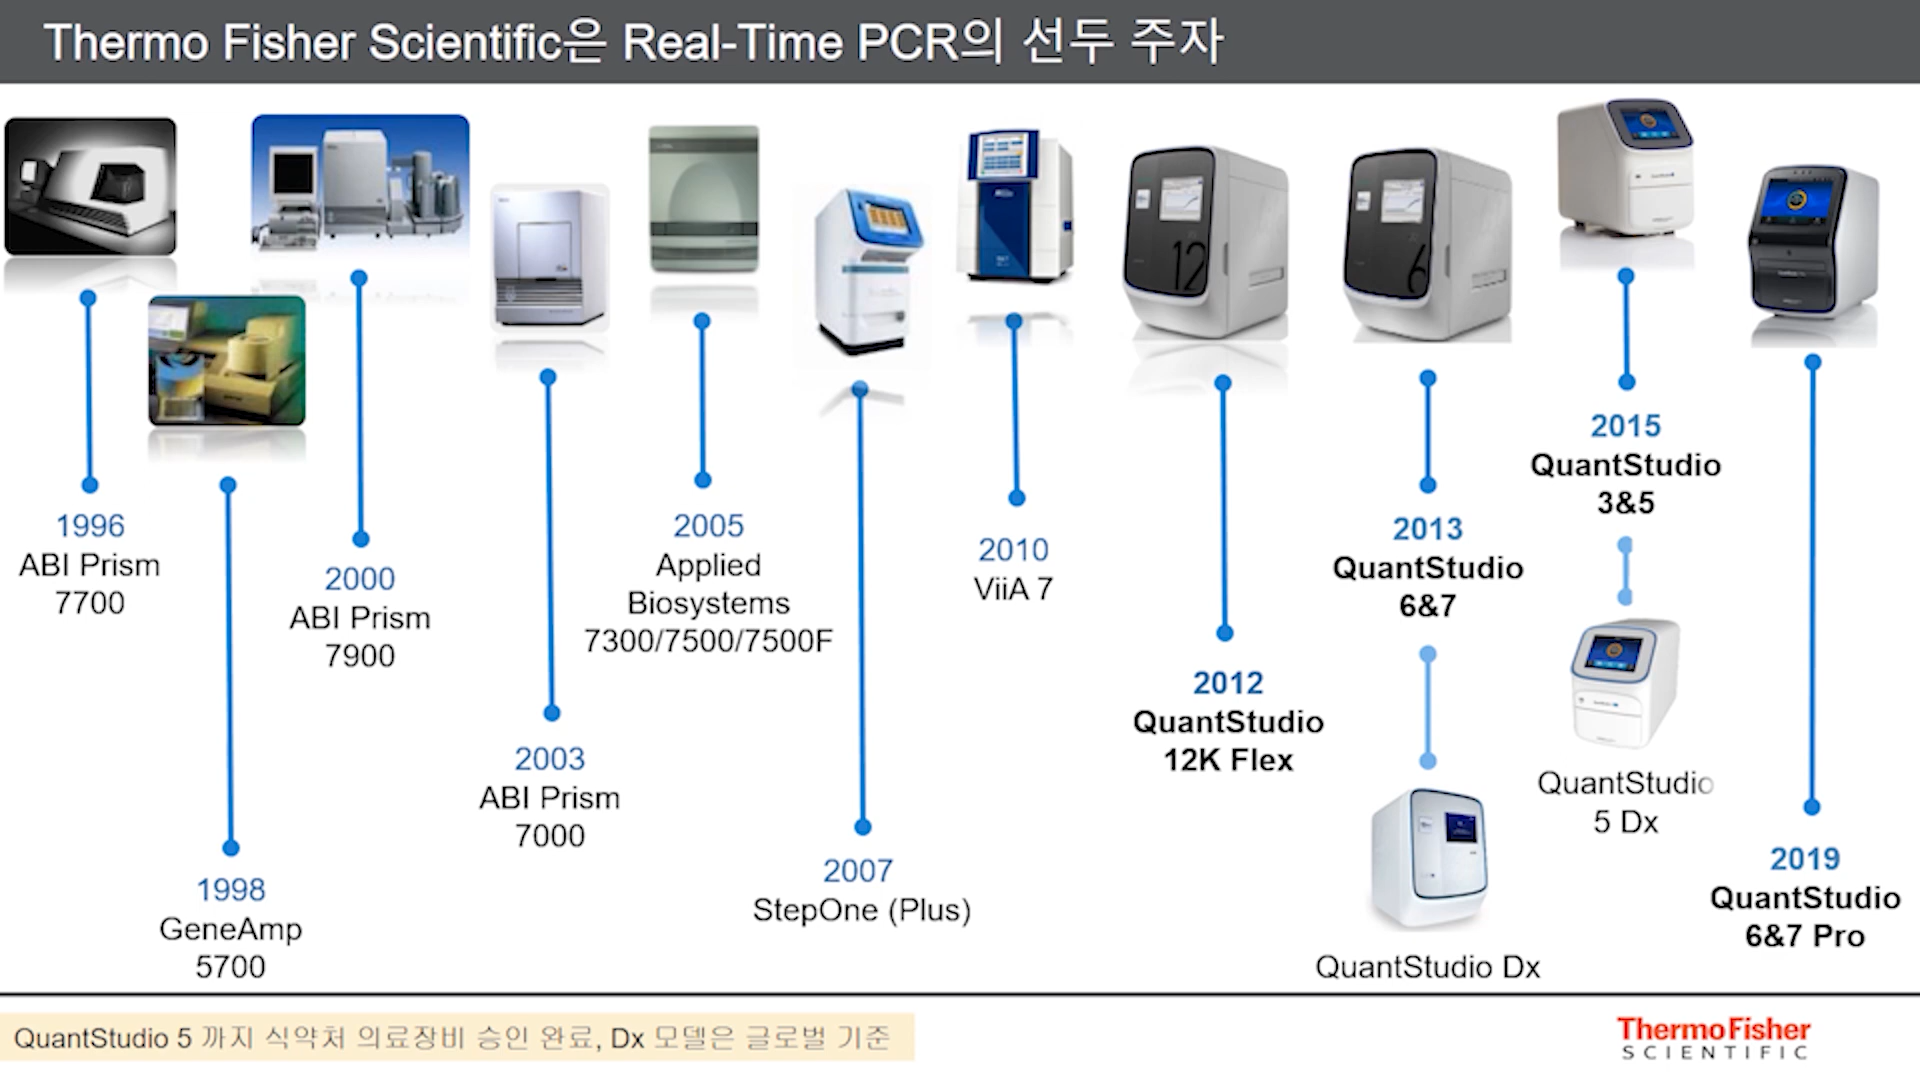 Thermo Fisher Scientific은 Real-Time PCR의 선두 주자
1996
ABI Prism
7700
1998
GeneAmp
5700
2000
ABI Prism
7900
2003
ABI Prism
7000
2005
Applied
Biosystems
7300/7500/7500F
2007
StepOne (Plus)
2010
ViiA 7
12
2012
QuantStudio
12K Flex
6
2013
QuantStudio
6&7
QuantStudio Dx
2015
QuantStudio
3&5
QuantStudio
5 Dx
2019
QuantStudio
6&7 Pro
QuantStudio 5 까지 식약처 의료장비 승인 완료, Dx 모델은 글로벌 기준
ThermoFisher
SCIENTIFIC